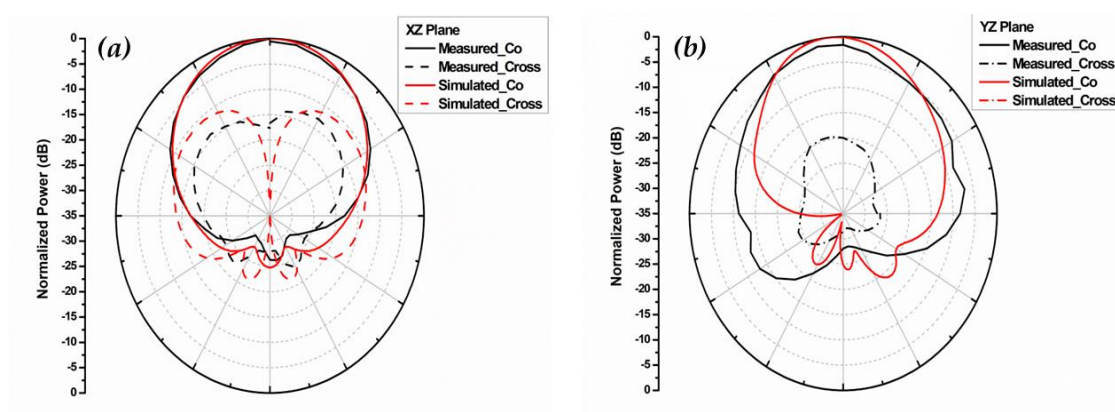 (a)
XZ Plane
Measured_Co
Measured_Cross
Simulated_Co
Simulated_Cross
Normalized Power (dB)
0
-5
-10
-15
-20
-25
-30
-35
-30
-25
-20
-15
-10
-5
0
(b)
YZ Plane
Measured_Co
Measured_Cross
Simulated_Co
Simulated_Cross
Normalized Power (dB)
0
-5
-10
-15
-20
-25
-30
-35
-30
-25
-20
-15
-10
-5
0